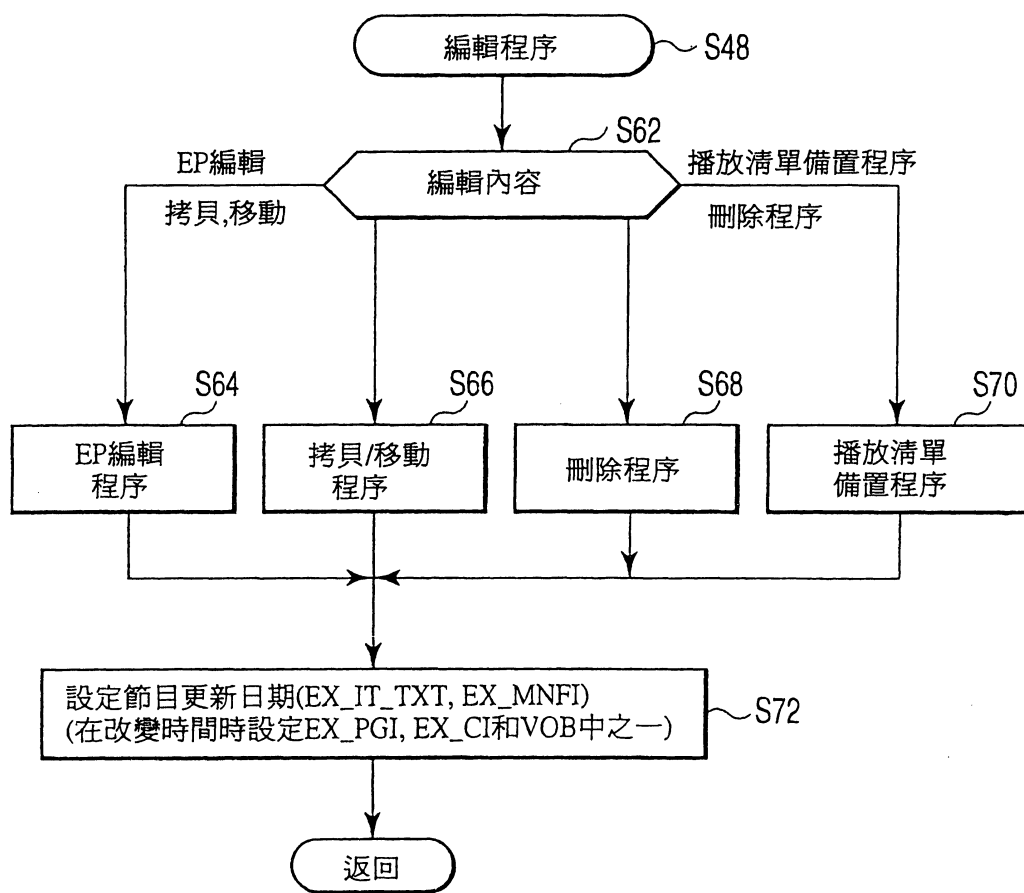 編輯程序
S48
S62
EP編輯
編輯內容
播放清單備置程序
拷貝,移動
刪除程序
S64
S66
S68
S70
EP編輯
程序
拷貝/移動
程序
刪除程序
播放清單
備置程序
設定節目更新日期(EX_IT_TXT, EX_MNFI)
(在改變時間時設定EX_PGI, EX_CI和VOB中之一)
S72
返回